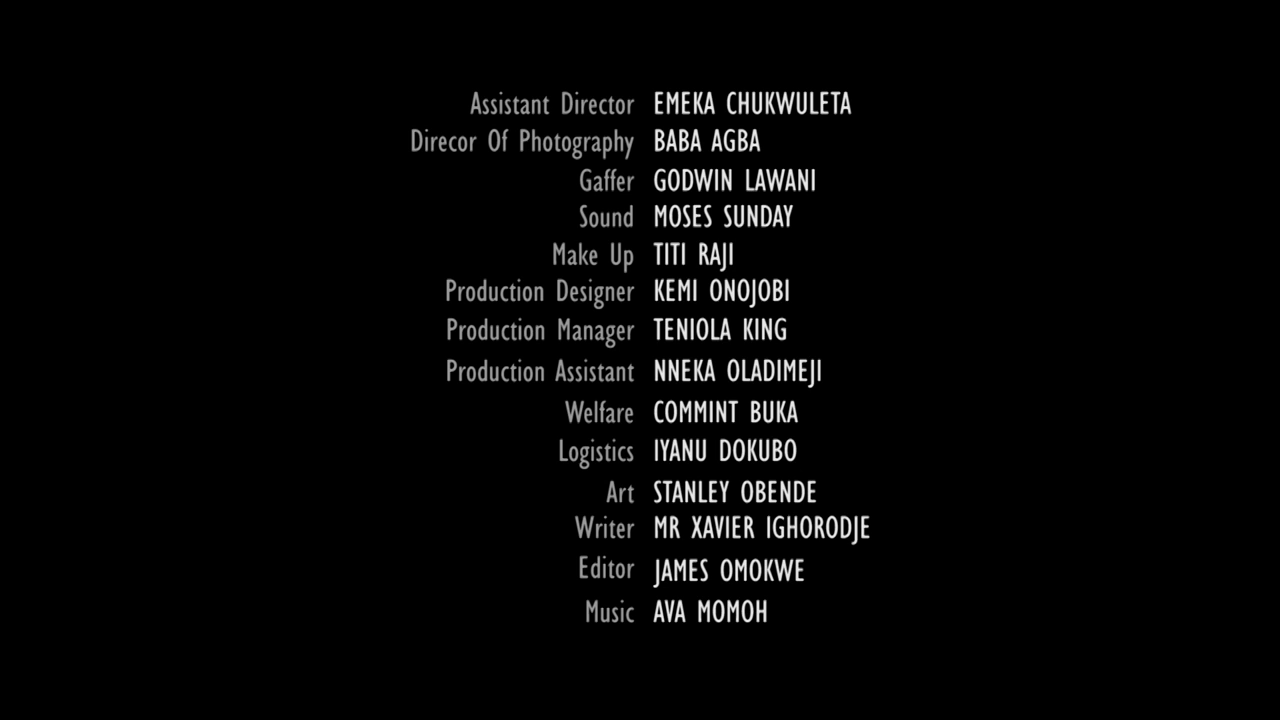 Assistant Director EMEKA CHUKWULETA
Direcor Of Photography BABA AGBA
Gaffer GODWIN LAWANI
Sound MOSES SUNDAY
Make Up TITI RAJI
Production Designer KEMI ONOJOBI
Production Manager TENIOLA KING
Production Assistant NNEKA OLADIMEJI
Welfare COMMINT BUKA
Logistics IYANU DOKUBO
Art STANLEY OBENDE
Writer MR XAVIER IGHORODJE
Editor JAMES OMOKWE
Music AVA MOMOH